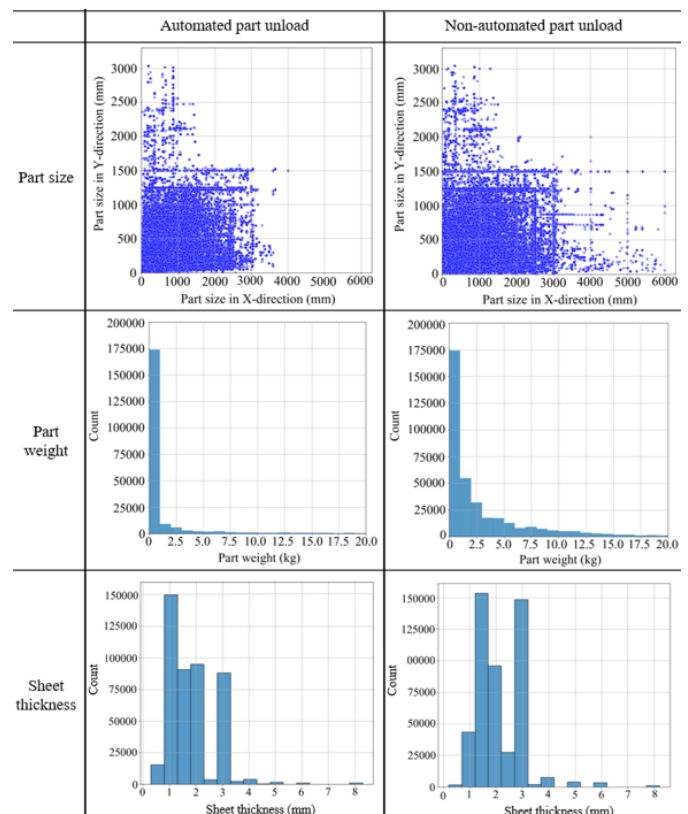 Automated part unload
Non-automated part unload
Part size
Part size in Y-direction (mm)
3000
2500
2000
1500
1000
500
0
0 1000 2000 3000 4000 5000 6000
Part size in X-direction (mm)
Part size in Y-direction (mm)
3000
2500
2000
1500
1000
500
0
0 1000 2000 3000 4000 5000 6000
Part size in X-direction (mm)
Part
weight
Count
200000
175000
150000
125000
100000
75000
50000
25000
0
0 2.5 5.0 7.5 10.0 12.5 15.0 17.5 20.0
Part weight (kg)
Count
200000
175000
150000
125000
100000
75000
50000
25000
0
0 2.5 5.0 7.5 10.0 12.5 15.0 17.5 20.0
Part weight (kg)
Sheet
thickness
Count
150000
125000
100000
75000
50000
25000
0
0 1 2 3 4 5 6 7 8
Sheet thickness (mm)
Count
150000
125000
00000
75000
50000
25000
0
0 1 2 3 4 5 6 7 8
Sheet thickness (mm)